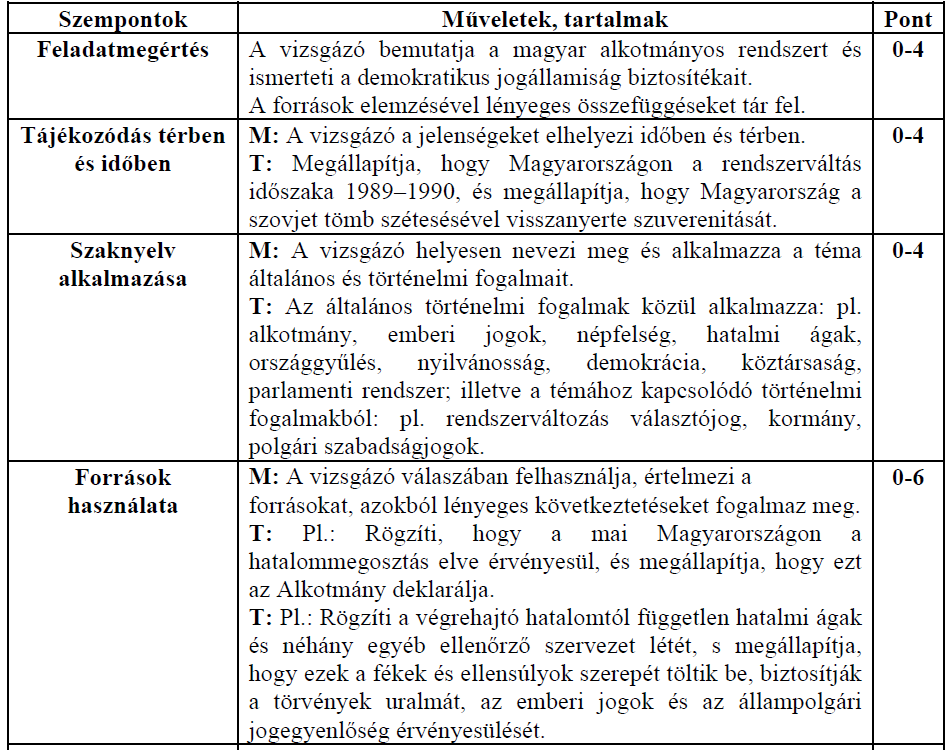 Szempontok Műveletek, tartalmak Pont
Feladatmegértés A vizsgázó bemutatja a magyar alkotmányos rendszert és 0-4
ismerteti a demokratikus jogállamiság biztosítékait.
A források elemzésével lényeges összefüggéseket tár fel.
Tájékozódás térben M: A vizsgázó a jelenségeket elhelyezi időben és térben. 0-4
és időben T: Megállapítja, hogy Magyarországon a rendszerváltás
időszaka 1989–1990, és megállapítja, hogy Magyarország a
szovjet tömb szétesésével visszanyerte szuverenitását.
Szaknyelv M: A vizsgázó helyesen nevezi meg és alkalmazza a téma 0-4
alkalmazása általános és történelmi fogalmait.
T: Az általános történelmi fogalmak közül alkalmazza: pl.
alkotmány, emberi jogok, népfelség, hatalmi ágak,
országgyűlés, nyilvánosság, demokrácia, köztársaság,
parlamenti rendszer; illetve a témához kapcsolódó történelmi
fogalmakból: pl. rendszerváltozás választójog, kormány,
polgári szabadságjogok.
Források M: A vizsgázó válaszában felhasználja, értelmezi a 0-6
használata forrásokat, azokból lényeges következtetéseket fogalmaz meg.
T: Pl.: Rögzíti, hogy a mai Magyarországon a
hatalommegosztás elve érvényesül, és megállapítja, hogy ezt
az Alkotmány deklarálja.
T: Pl.: Rögzíti a végrehajtó hatalomtól független hatalmi ágak
és néhány egyéb ellenőrző szervezet létét, s megállapítja,
hogy ezek a fékek és ellensúlyok szerepét töltik be, biztosítják
a törvények uralmát, az emberi jogok és az állampolgári
jogegyenlőség érvényesülését.